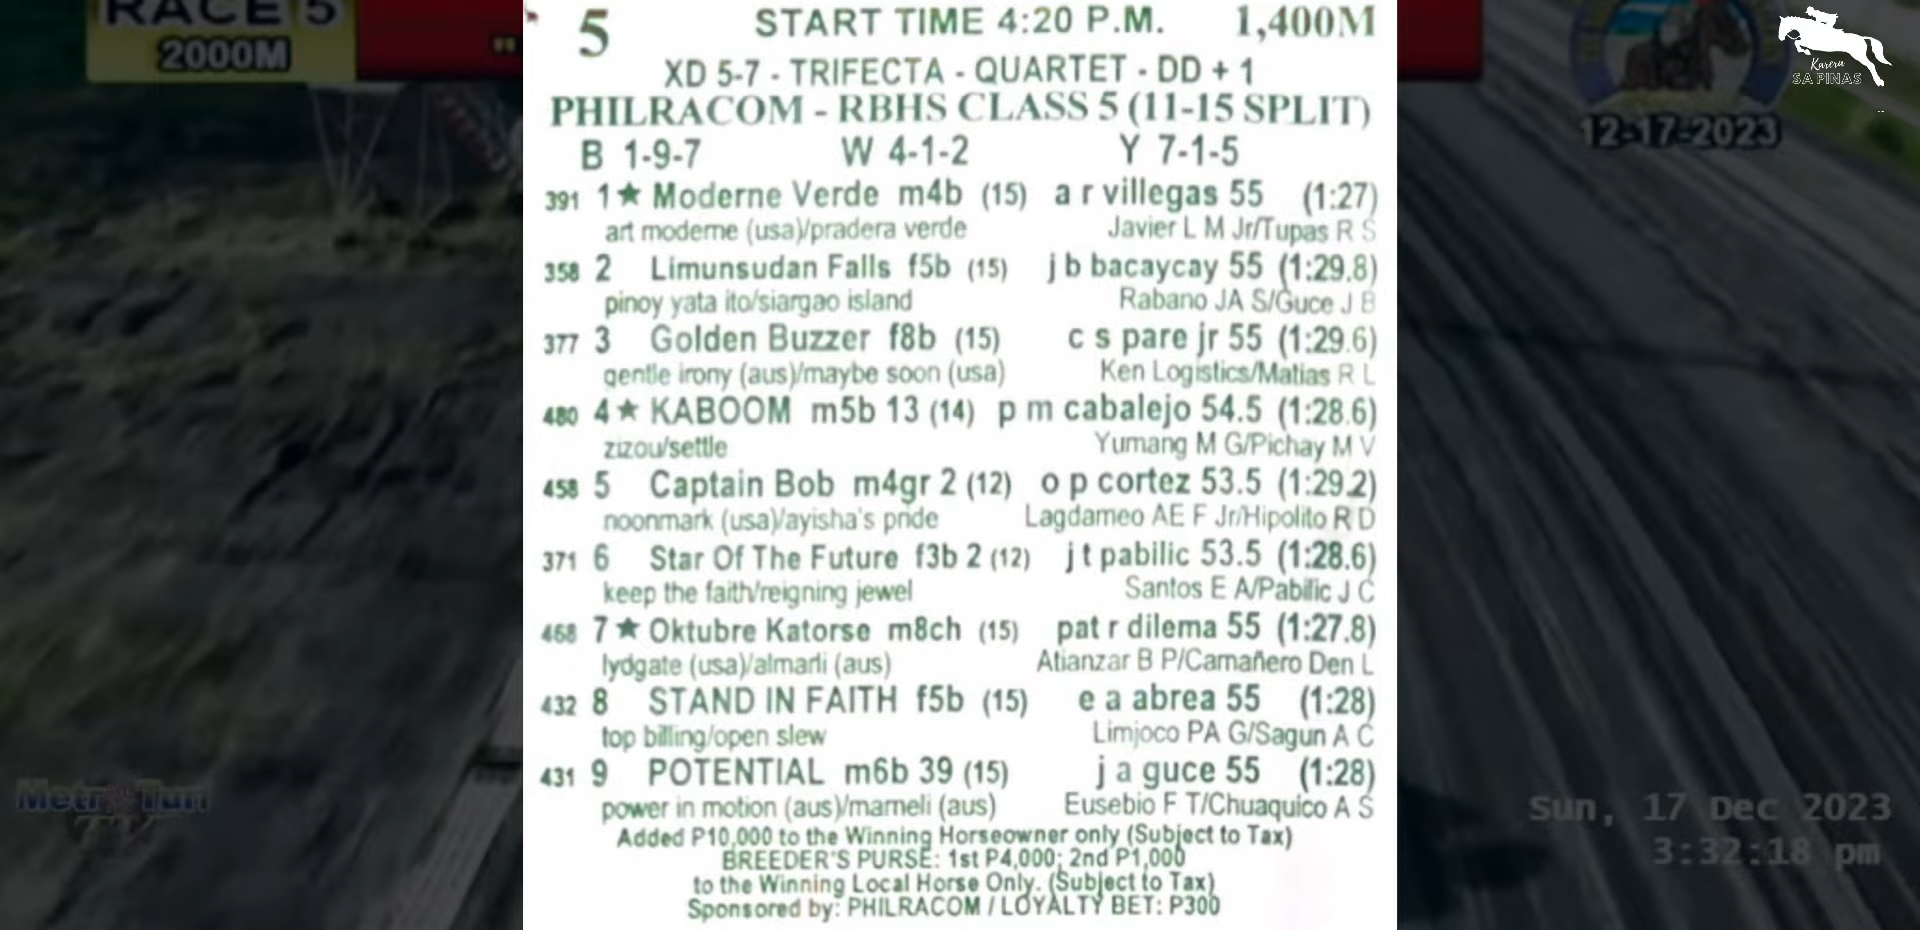 RACE 5
2000M
"
Karera
SA PINAS
12-17-2023
5 START TIME 4:20 P.M. 1,400M
XD 5-7 - TRIFECTA - QUARTET - DD + 1
PHILRACOM - RBHS CLASS 5 (11-15 SPLIT)
B 1-9-7 W 4-1-2 Y 7-1-5
391 1★ Moderne Verde m4b (15) a r villegas 55 (1:27)
art moderne (usa)/pradera verde Javier L M Jr/Tupas R S
358 2 Limunsudan Falls f5b (15) j b bacaycay 55 (1:29.8)
pinoy yata ito/siargao island Rabano JA S/Guce J B
377 3 Golden Buzzer f8b (15) c s pare jr 55 (1:29.6)
gentle irony (aus)/maybe soon (usa) Ken Logistics/Matias R L
480 4★ KABOOM m5b 13 (14) p m cabalejo 54.5 (1:28.6)
zizou/settle Yumang M G/Pichay M V
458 5 Captain Bob m4gr 2 (12) o p cortez 53.5 (1:29.2)
noonmark (usa)/ayisha's pride Lagdameo AE F Jr/Hipolito R D
371 6 Star Of The Future f3b 2 (12) j t pabilic 53.5 (1:28.6)
keep the faith/reigning jewel Santos E A/Pabilic J C
468 7★ Oktubre Katorse m8ch (15) pat r dilema 55 (1:27.8)
lydgate (usa)/almarli (aus) Atianzar B P/Camañero Den L
432 8 STAND IN FAITH f5b (15) e a abrea 55 (1:28)
top billing/open slew Limjoco PA G/Sagun A C
431 9 POTENTIAL m6b 39 (15) j a guce 55 (1:28)
power in motion (aus)/marneli (aus) Eusebio F T/Chuaquico A S
Added P10,000 to the Winning Horseowner only (Subject to Tax)
BREEDER'S PURSE: 1st P4,000; 2nd P1,000
to the Winning Local Horse Only. (Subject to Tax)
Sponsored by: PHILRACOM / LOYALTY BET: P300
Metro Turf
Sun, 17 Dec 2023
3:32:18 pm